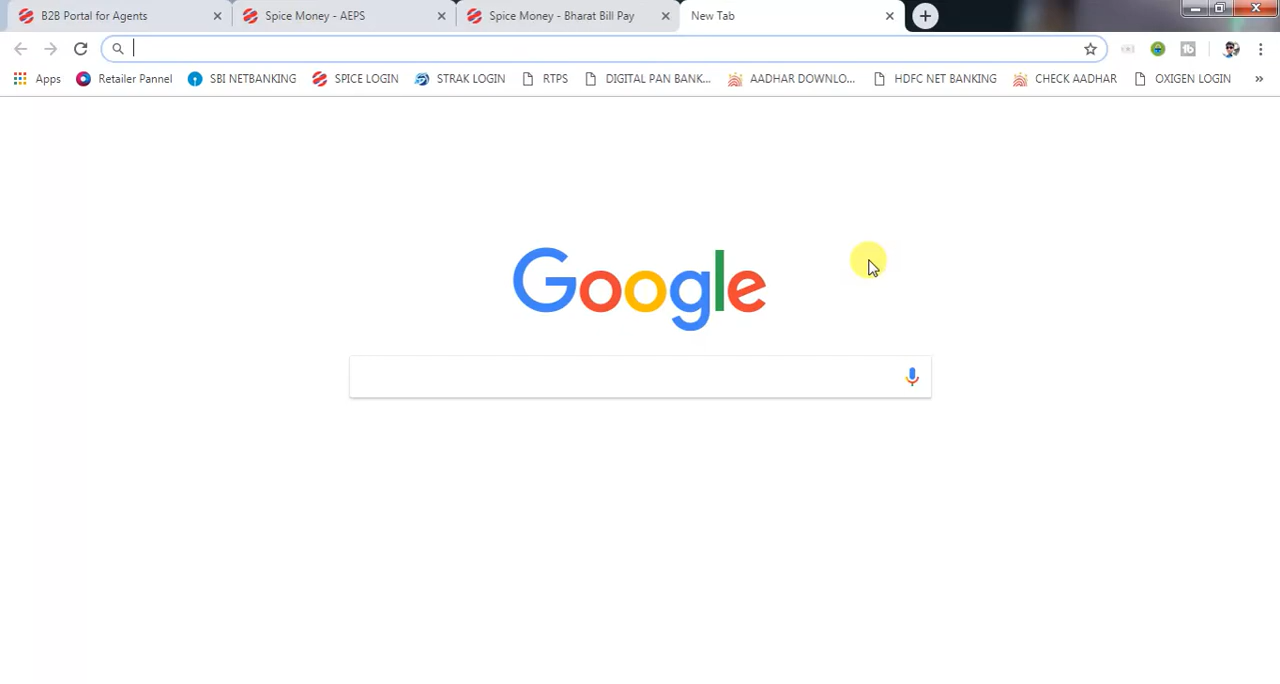 B2B Portal for Agents
Spice Money - AEPS
Spice Money - Bharat Bill Pay
New Tab
Apps
Retailer Panel
SBI NETBANKING
SPICE LOGIN
STRAK LOGIN
RTPS
DIGITAL PAN BANK...
AADHAR DOWNLO...
HDFC NET BANKING
CHECK AADHAR
OXIGEN LOGIN
»
Google